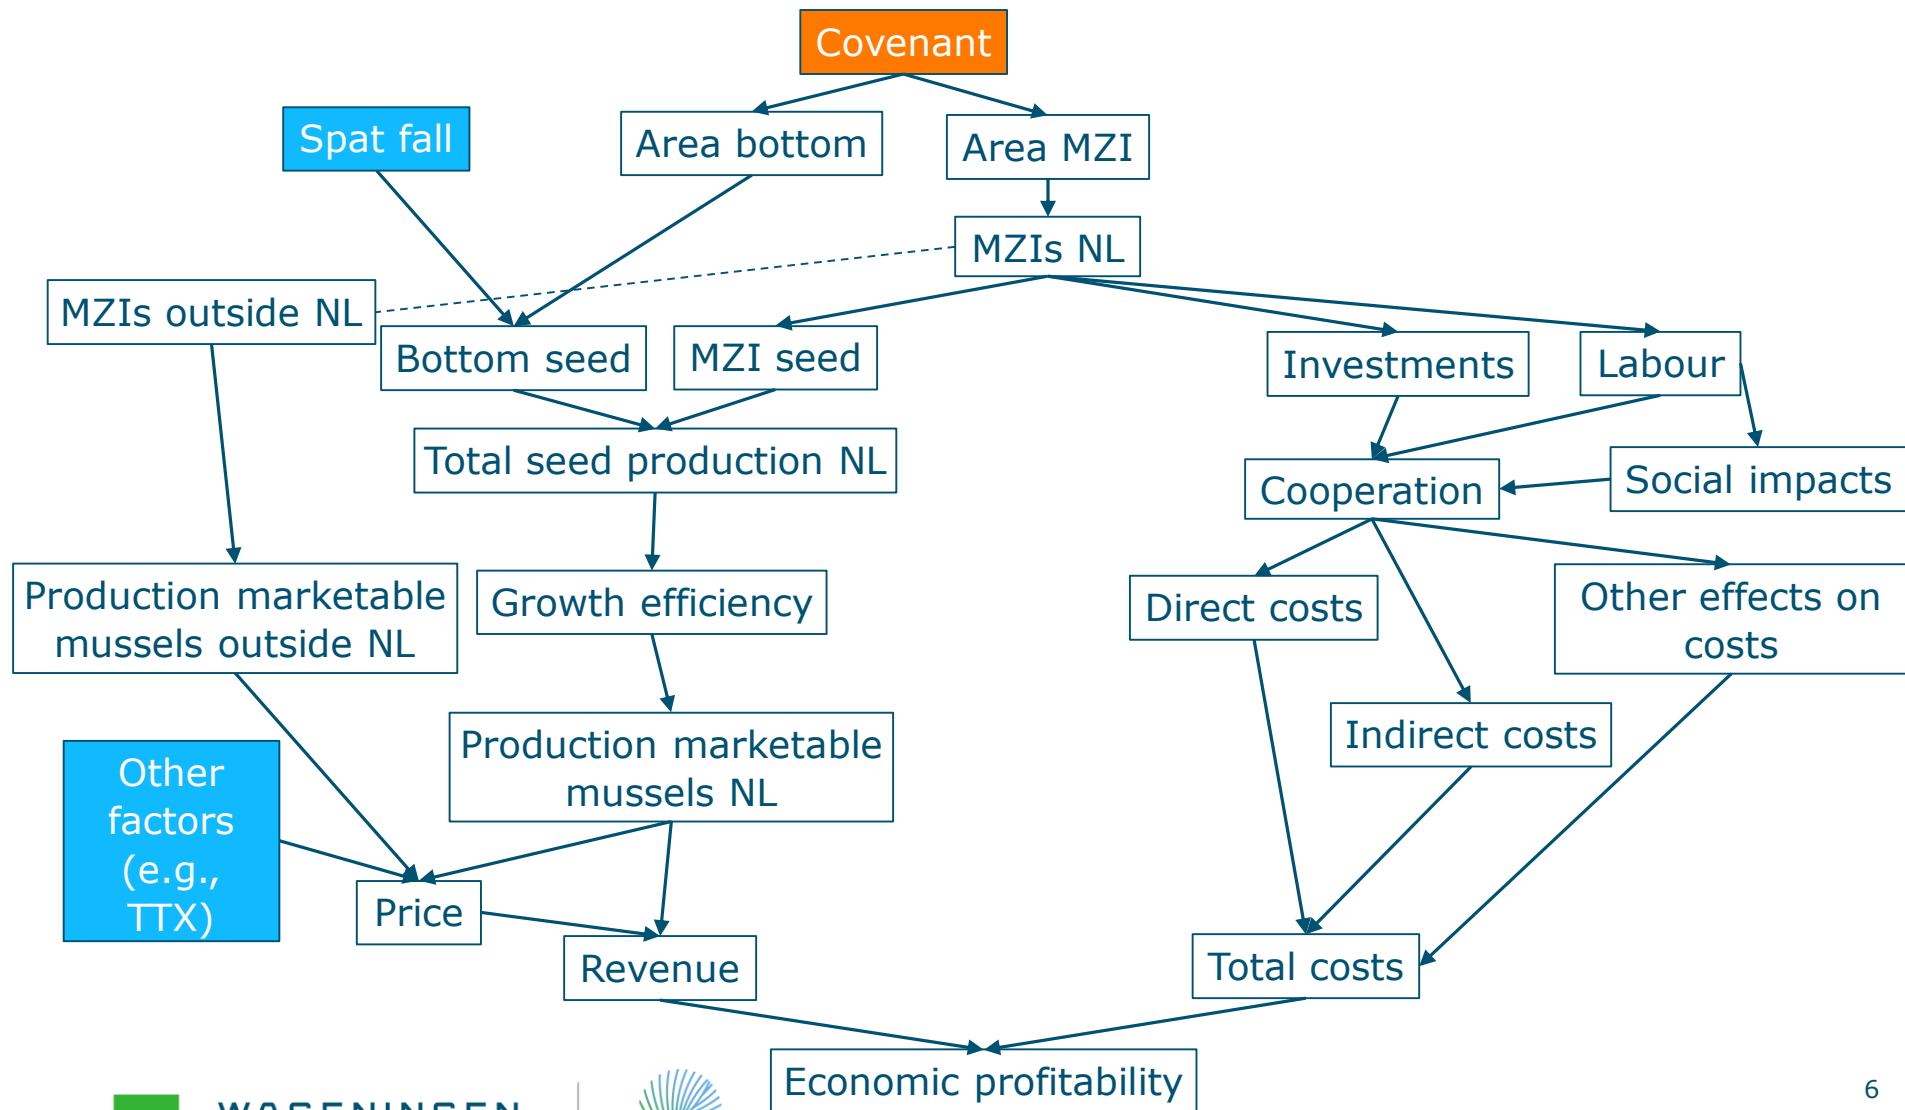 Covenant
Spat fall
Area bottom
Area MZI
MZIs NL
MZIs outside NL
Bottom seed
MZI seed
Investments
Labour
Total seed production NL
Cooperation
Social impacts
Production marketable
mussels outside NL
Growth efficiency
Direct costs
Other effects on
costs
Production marketable
mussels NL
Indirect costs
Other
factors
(e.g.,
TTX)
Price
Revenue
Total costs
Economic profitability
WAGENINGEN
6